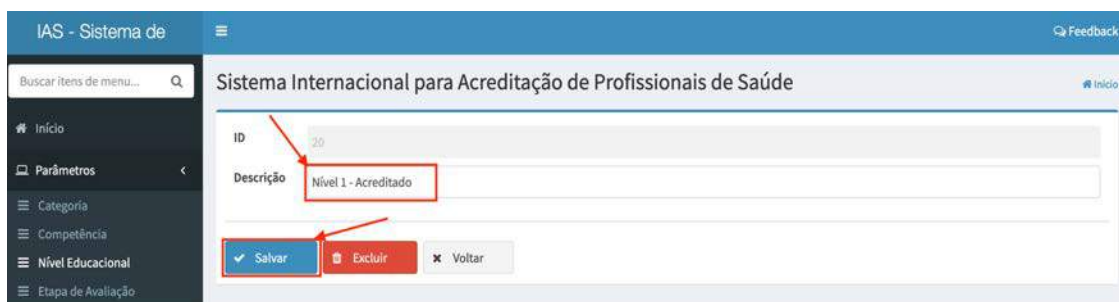 IAS - Sistema de
Feedback
Buscar itens de menu...
Sistema Internacional para Acreditação de Profissionais de Saúde
Início
Início
ID
20
Parâmetros
Descrição
Nível 1 - Acreditado
Categoria
Competência
Nível Educacional
Salvar
Excluir
Voltar
Etapa de Avaliação